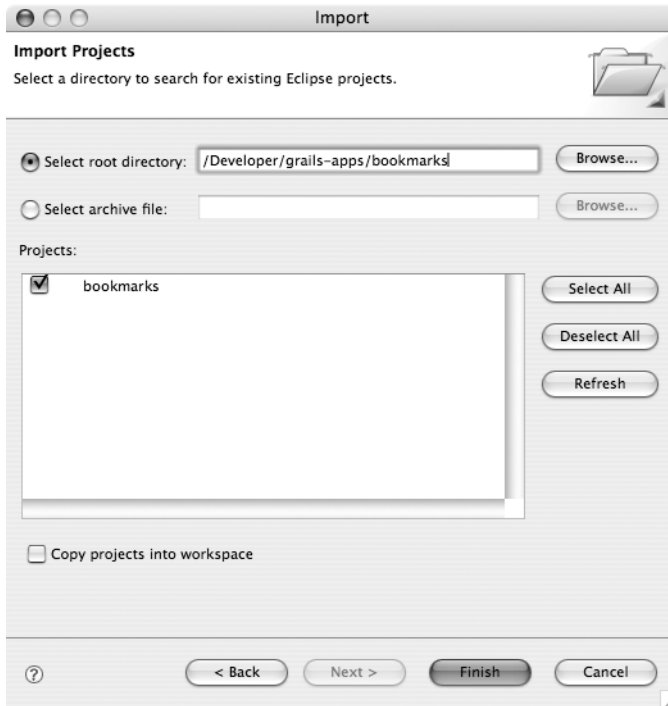 Import
Import Projects
Select a directory to search for existing Eclipse projects.
Select root directory: /Developer/grails-apps/bookmarks Browse...
Select archive file: Browse...
Projects:
bookmarks
Select All
Deselect All
Refresh
Copy projects into workspace
? < Back Next > Finish Cancel